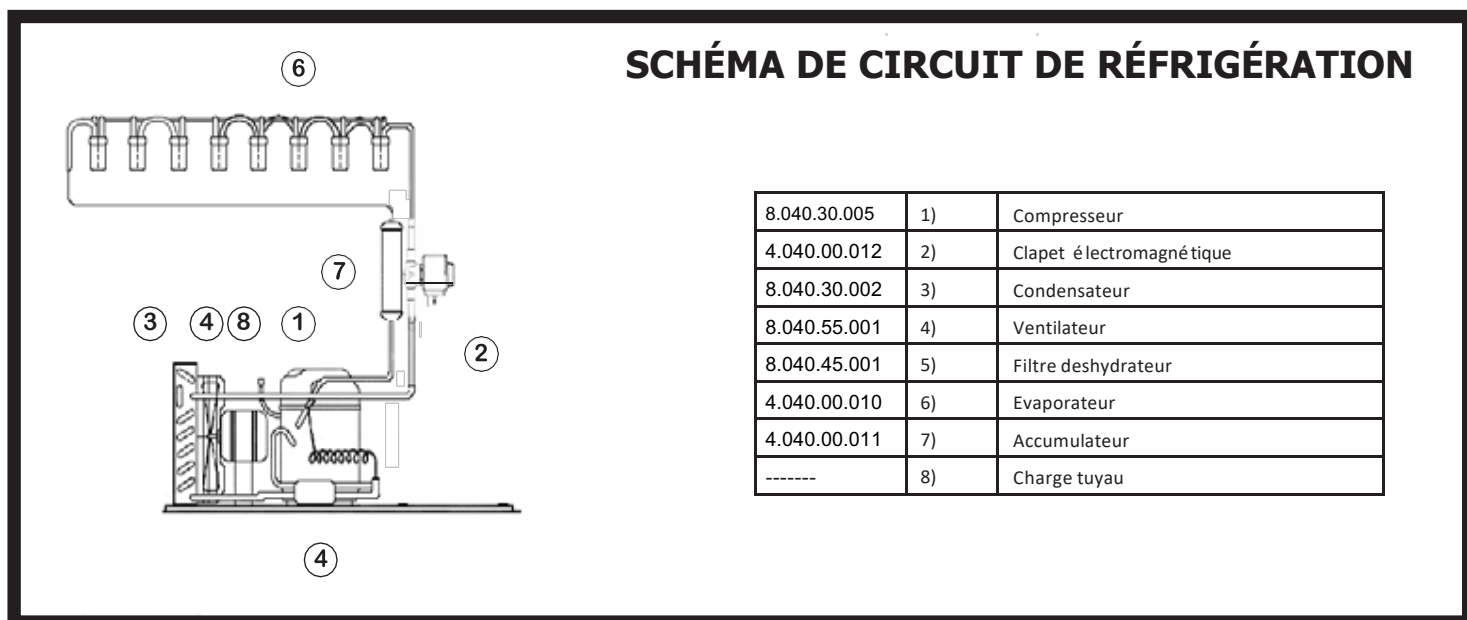 SCHÉMA DE CIRCUIT DE RÉFRIGÉRATION
6
7
3 4 8 1
2
4
8.040.30.005 1) Compresseur
4.040.00.012 2) Clapet électromagnétique
8.040.30.002 3) Condensateur
8.040.55.001 4) Ventilateur
8.040.45.001 5) Filtre deshydrateur
4.040.00.010 6) Evaporateur
4.040.00.011 7) Accumulateur
------- 8) Charge tuyau